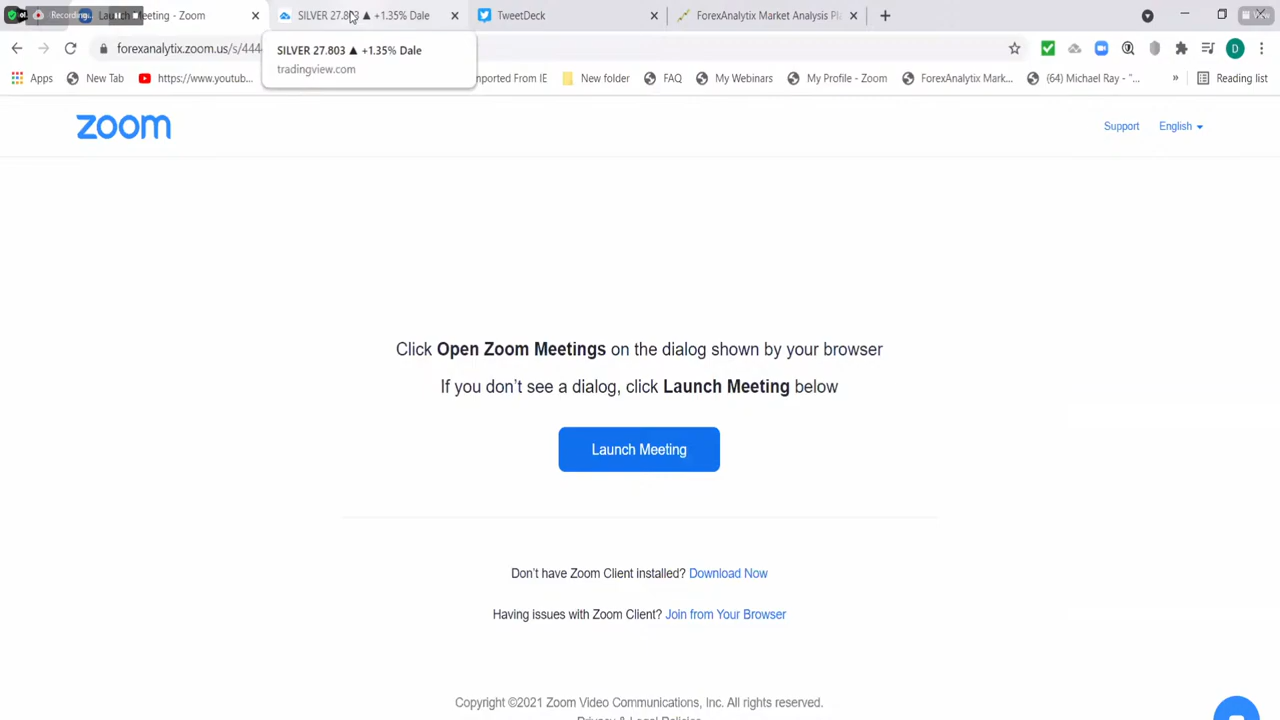 Recording...
Meeting - Zoom
SILVER 27.803 ▲ +1.35% Dale
TweetDeck
ForexAnalytix Market Analysis Pl
forexanalytix.zoom.us/s/444
SILVER 27.803 ▲ +1.35% Dale
tradingview.com
Apps
New Tab
https://www.youtub...
mported From IE
New folder
FAQ
My Webinars
My Profile - Zoom
ForexAnalytix Mark...
(64) Michael Ray - "...
»
Reading list
D
zoom
Support
English
Click Open Zoom Meetings on the dialog shown by your browser
If you don't see a dialog, click Launch Meeting below
Launch Meeting
Don't have Zoom Client installed? Download Now
Having issues with Zoom Client? Join from Your Browser
Copyright ©2021 Zoom Video Communications, Inc. All rights reserved.
Privacy & Legal Policies